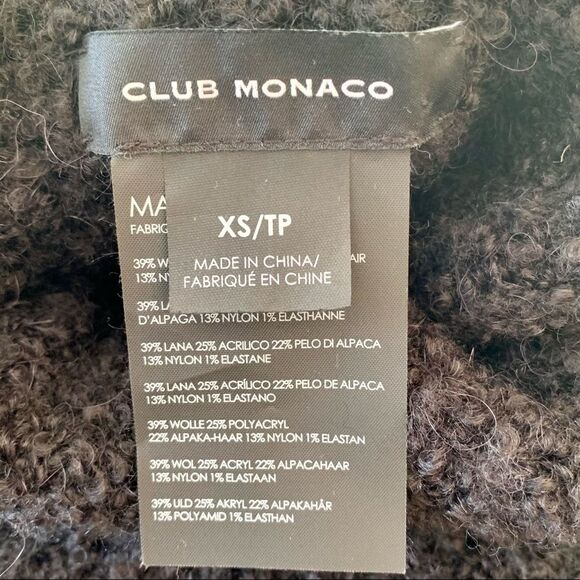 CLUB MONACO
XS/TP
MADE IN CHINA/
FABRIQUÉ EN CHINE
39%
13%
39%
D'ALPAGA 13% NYLON 1% ELASTHANNE
39% LANA 25% ACRILICO 22% PELO DI ALPACA
13% NYLON 1% ELASTANE
39% LANA 25% ACRÍLICO 22% PELO DE ALPACA
13% NYLON 1% ELASTANO
39% WOLLE 25% POLYACRYL
22% ALPAKA-HAAR 13% NYLON 1% ELASTAN
39% WOL 25% ACRYL 22% ALPACAHAAR
13% NYLON 1% ELASTAAN
39% ULD 25% AKRYL 22% ALPAKAHÅR
13% POLYAMID 1% ELASTHAN